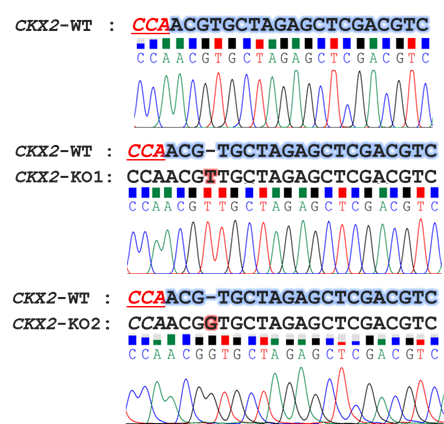 CKX2-WT : CCAACGTGCTAGAGCTCGACGTC
CCAACGTGCTAGAGCTCGACGTC
CKX2-WT : CCAACG-TGCTAGAGCTCGACGTC
CKX2-KO1: CCAACGTTGCTAGAGCTCGACGTC
CCAACGTTGCTAGAGCTCGACGTC
CKX2-WT : CCAACG-TGCTAGAGCTCGACGTC
CKX2-KO2: CCAACGGTGCTAGAGCTCGACGTC
CCAACGGTGCTAGAGCTCGACGTC